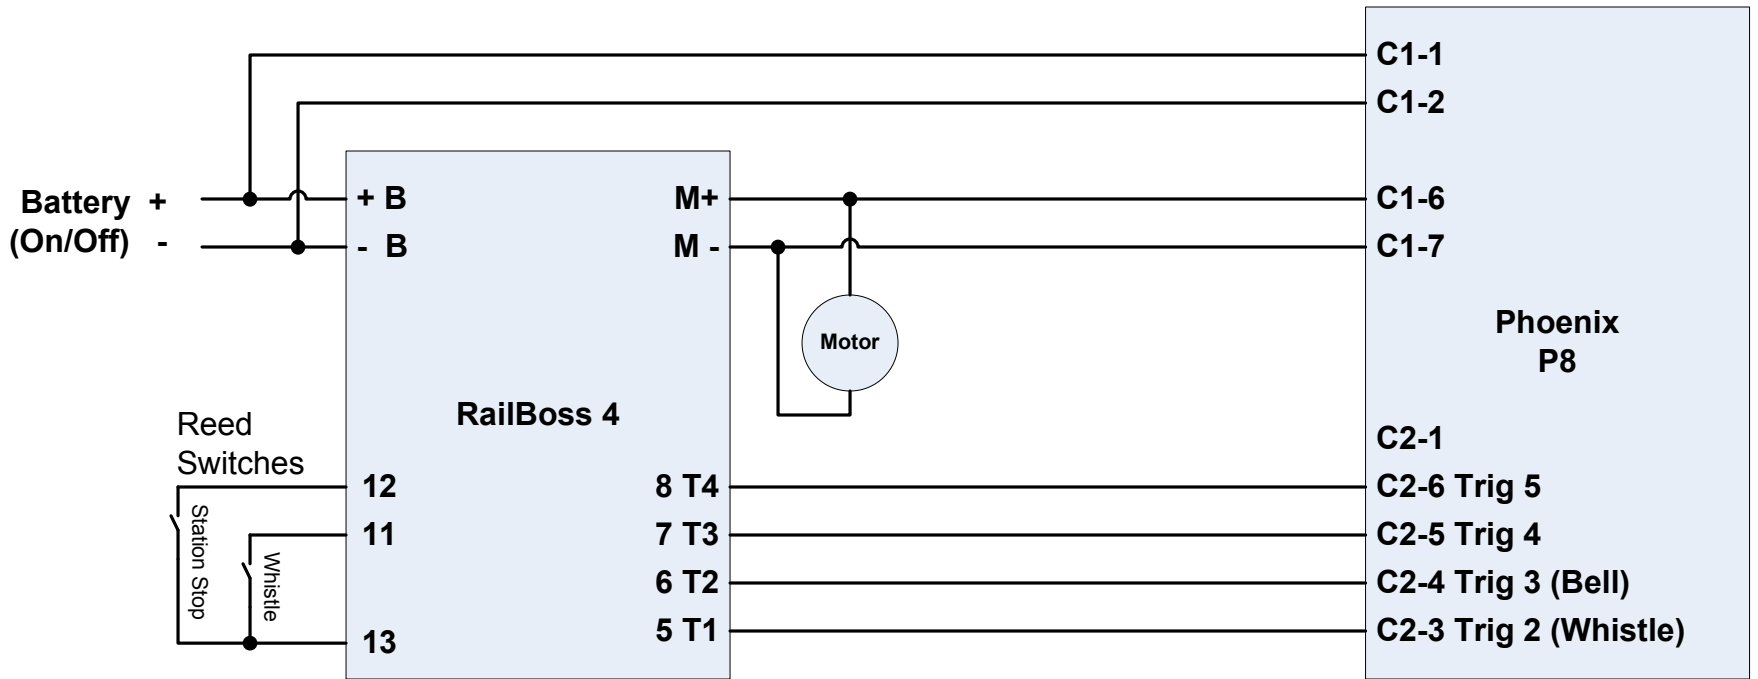 C1-1
C1-2
Battery +
(On/Off) -
+ B
- B
M+
M -
C1-6
C1-7
Motor
Phoenix
P8
RailBoss 4
Reed
Switches
12
11
13
Station Stop
Whistle
8 T4
7 T3
6 T2
5 T1
C2-1
C2-6 Trig 5
C2-5 Trig 4
C2-4 Trig 3 (Bell)
C2-3 Trig 2 (Whistle)